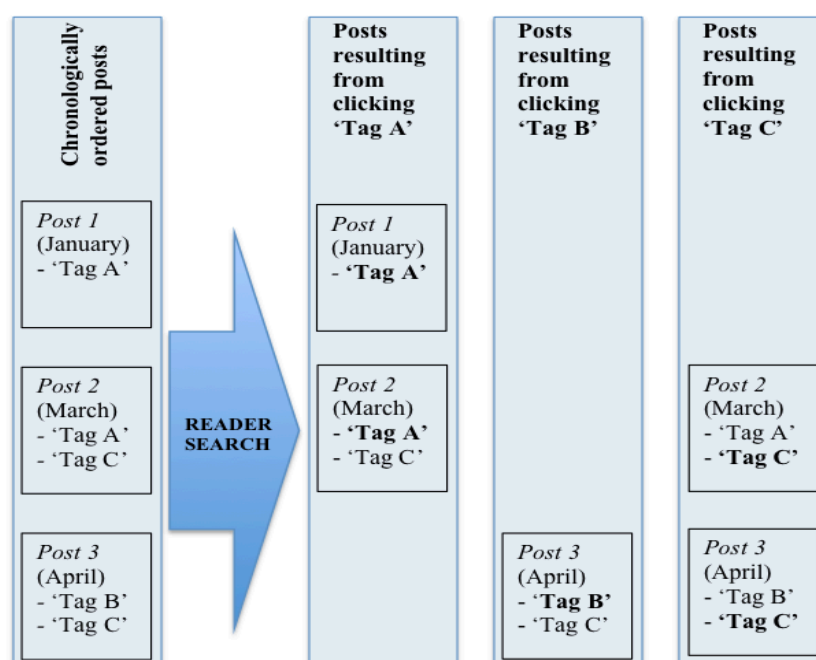 Chronologically
ordered posts
Post 1
(January)
- ‘Tag A’
Post 2
(March)
- ‘Tag A’
- ‘Tag C’
Post 3
(April)
- ‘Tag B’
- ‘Tag C’
READER
SEARCH
Posts
resulting
from
clicking
‘Tag A’
Post 1
(January)
- ‘Tag A’
Post 2
(March)
- ‘Tag A’
- ‘Tag C’
Posts
resulting
from
clicking
‘Tag B’
Post 3
(April)
- ‘Tag B’
- ‘Tag C’
Posts
resulting
from
clicking
‘Tag C’
Post 2
(March)
- ‘Tag A’
- ‘Tag C’
Post 3
(April)
- ‘Tag B’
- ‘Tag C’